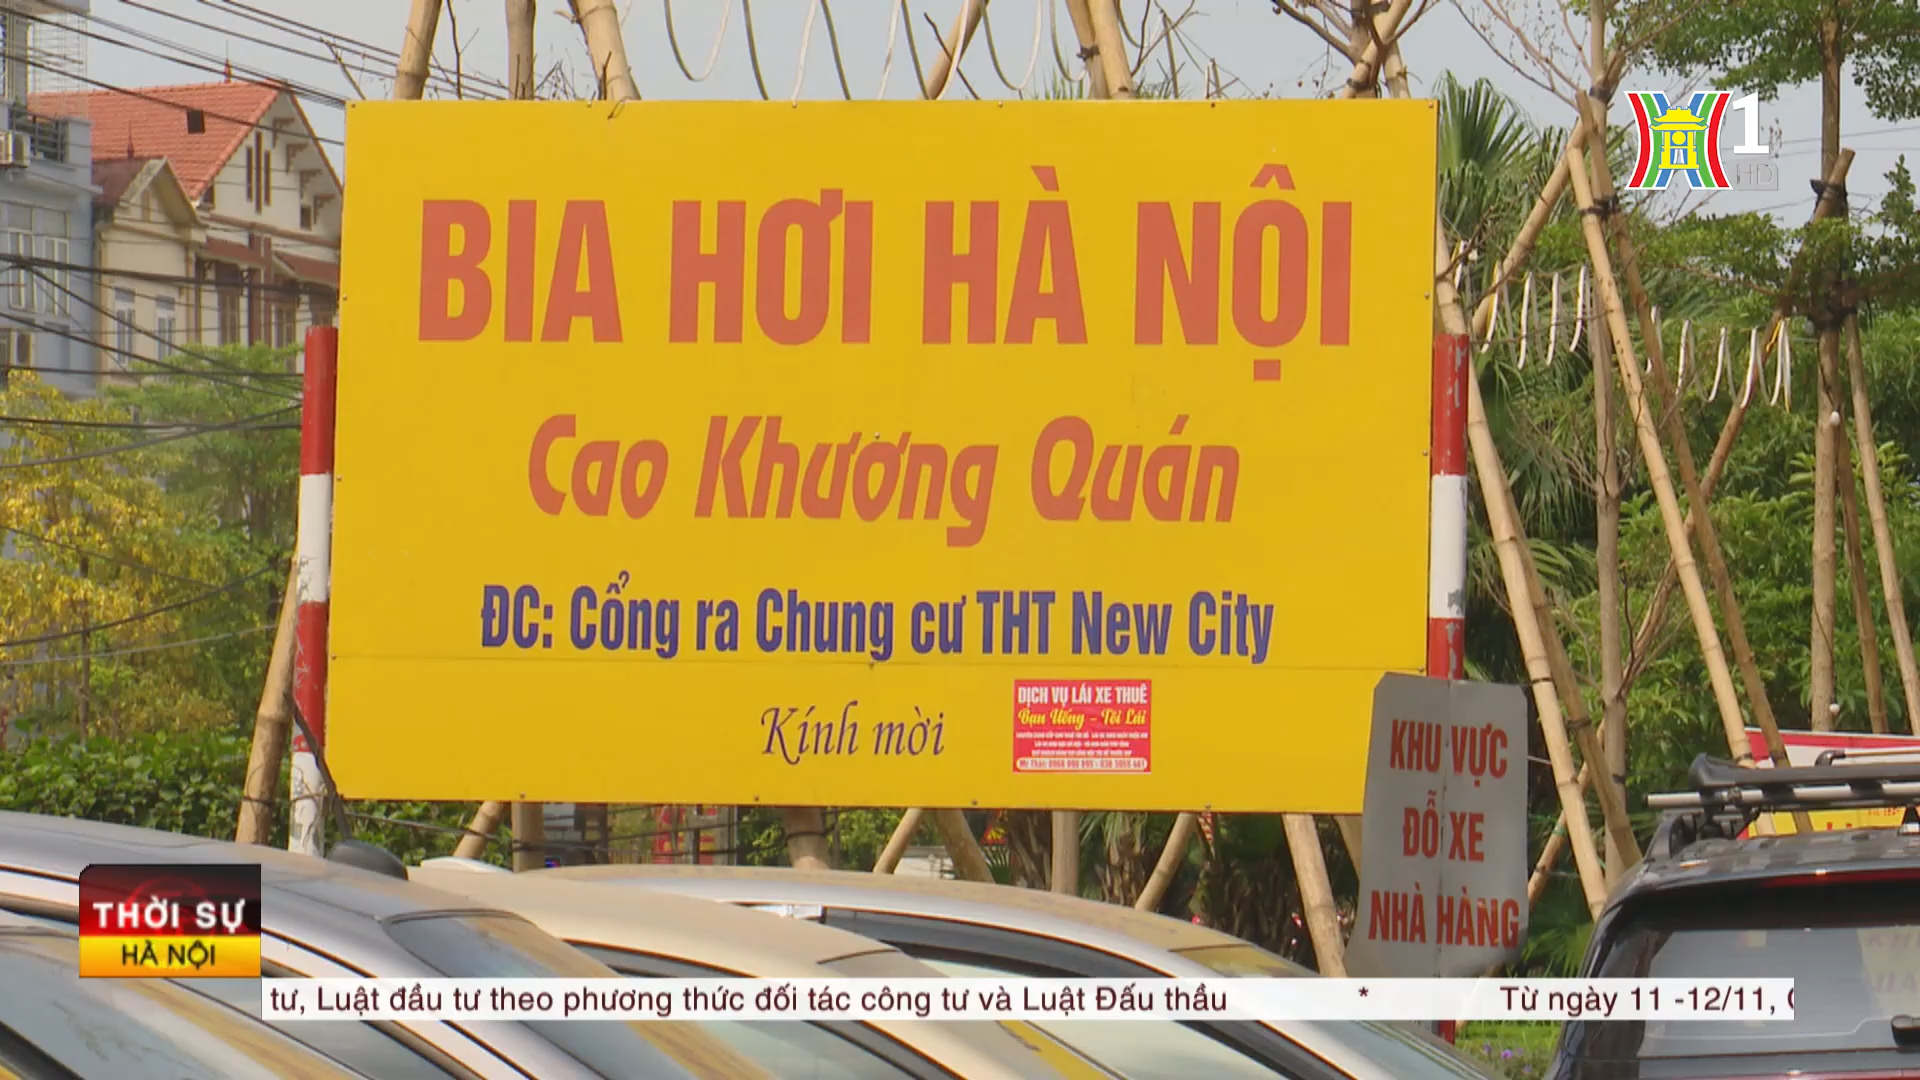 1
HD
BIA HƠI HÀ NỘI
Cao Khương Quán
ĐC: Cổng ra Chung cư THT New City
Kính mời
DỊCH VỤ LÁI XE THUÊ
Bạn Uống - Tôi Lái
KHU VỰC
ĐỖ XE
NHÀ HÀNG
THỜI SỰ
HÀ NỘI
tư, Luật đầu tư theo phương thức đối tác công tư và Luật Đấu thầu * Từ ngày 11 -12/11,